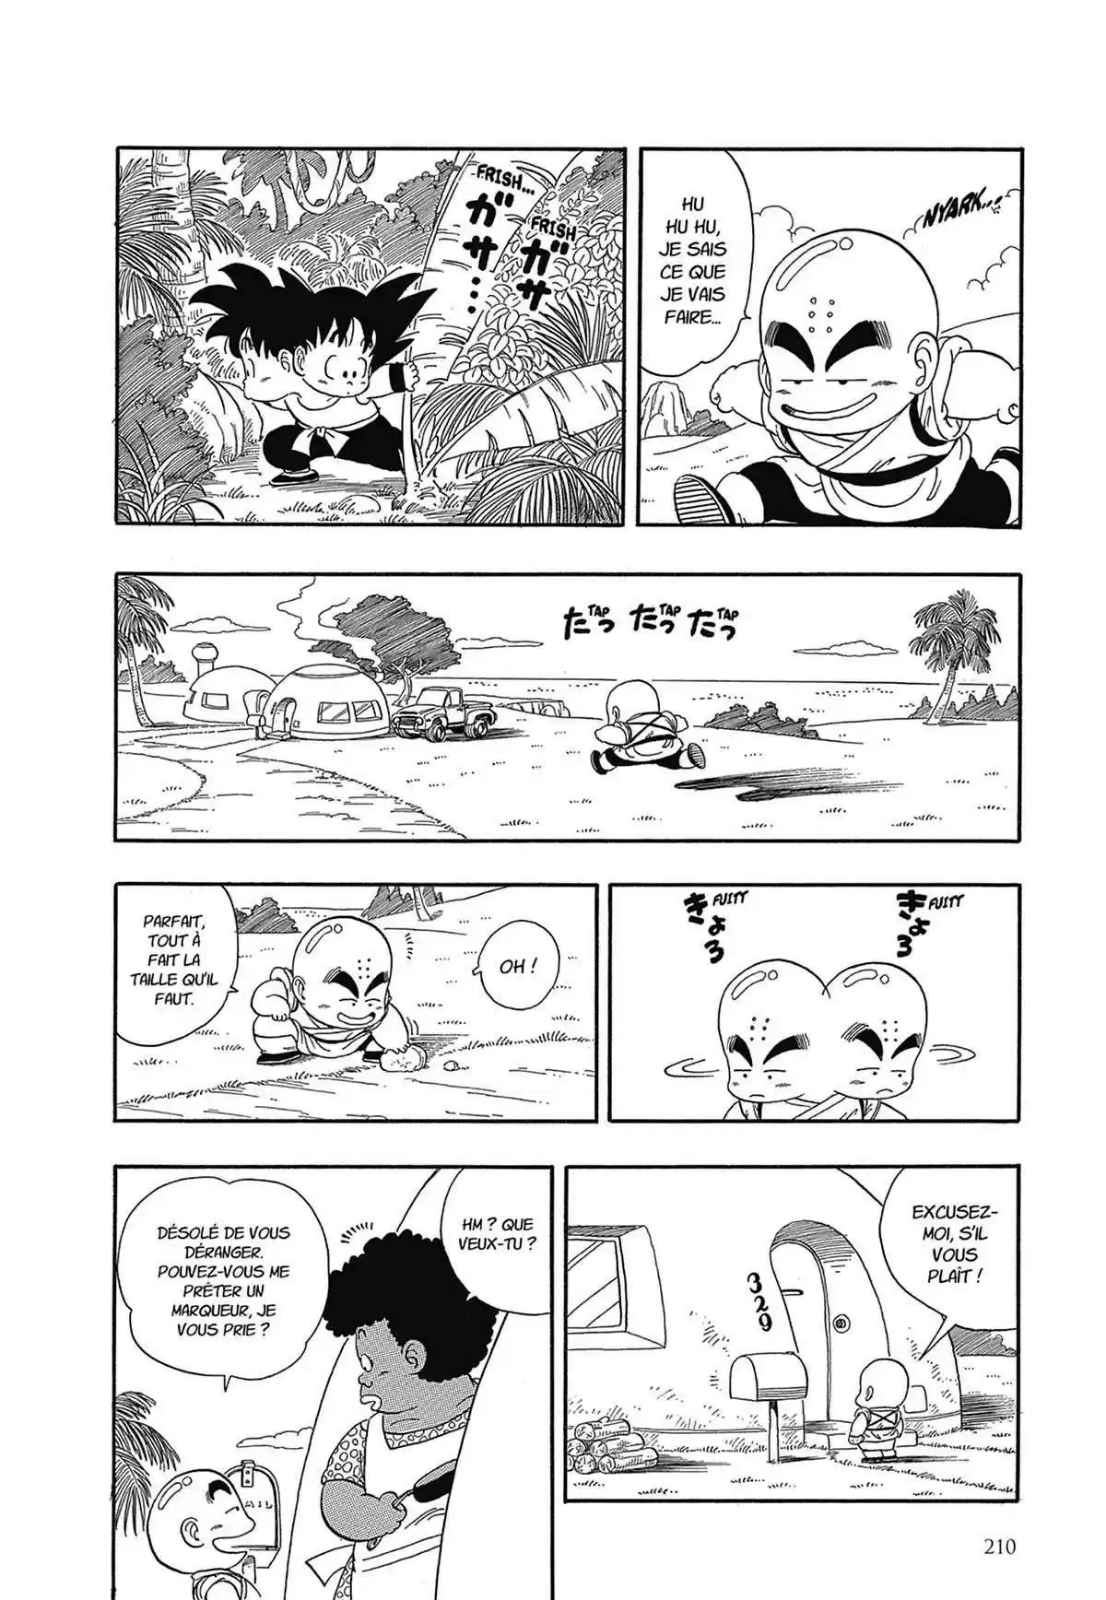 HU
HU HU,
JE SAIS
CE QUE
JE VAIS
FAIRE...
NYARK...
FRISH...
ガサ...
FRISH
ガサ
TAP
たっ
TAP
たっ
TAP
たっ
FUITT
きょろ
FUITT
きょろ
OH !
PARFAIT,
TOUT À
FAIT LA
TAILLE QU'IL
FAUT.
EXCUSEZ-
MOI, S'IL
VOUS
PLAÎT !
329
HM ? QUE
VEUX-TU ?
DÉSOLÉ DE VOUS
DÉRANGER.
POUVEZ-VOUS ME
PRÊTER UN
MARQUEUR, JE
VOUS PRIE ?
210